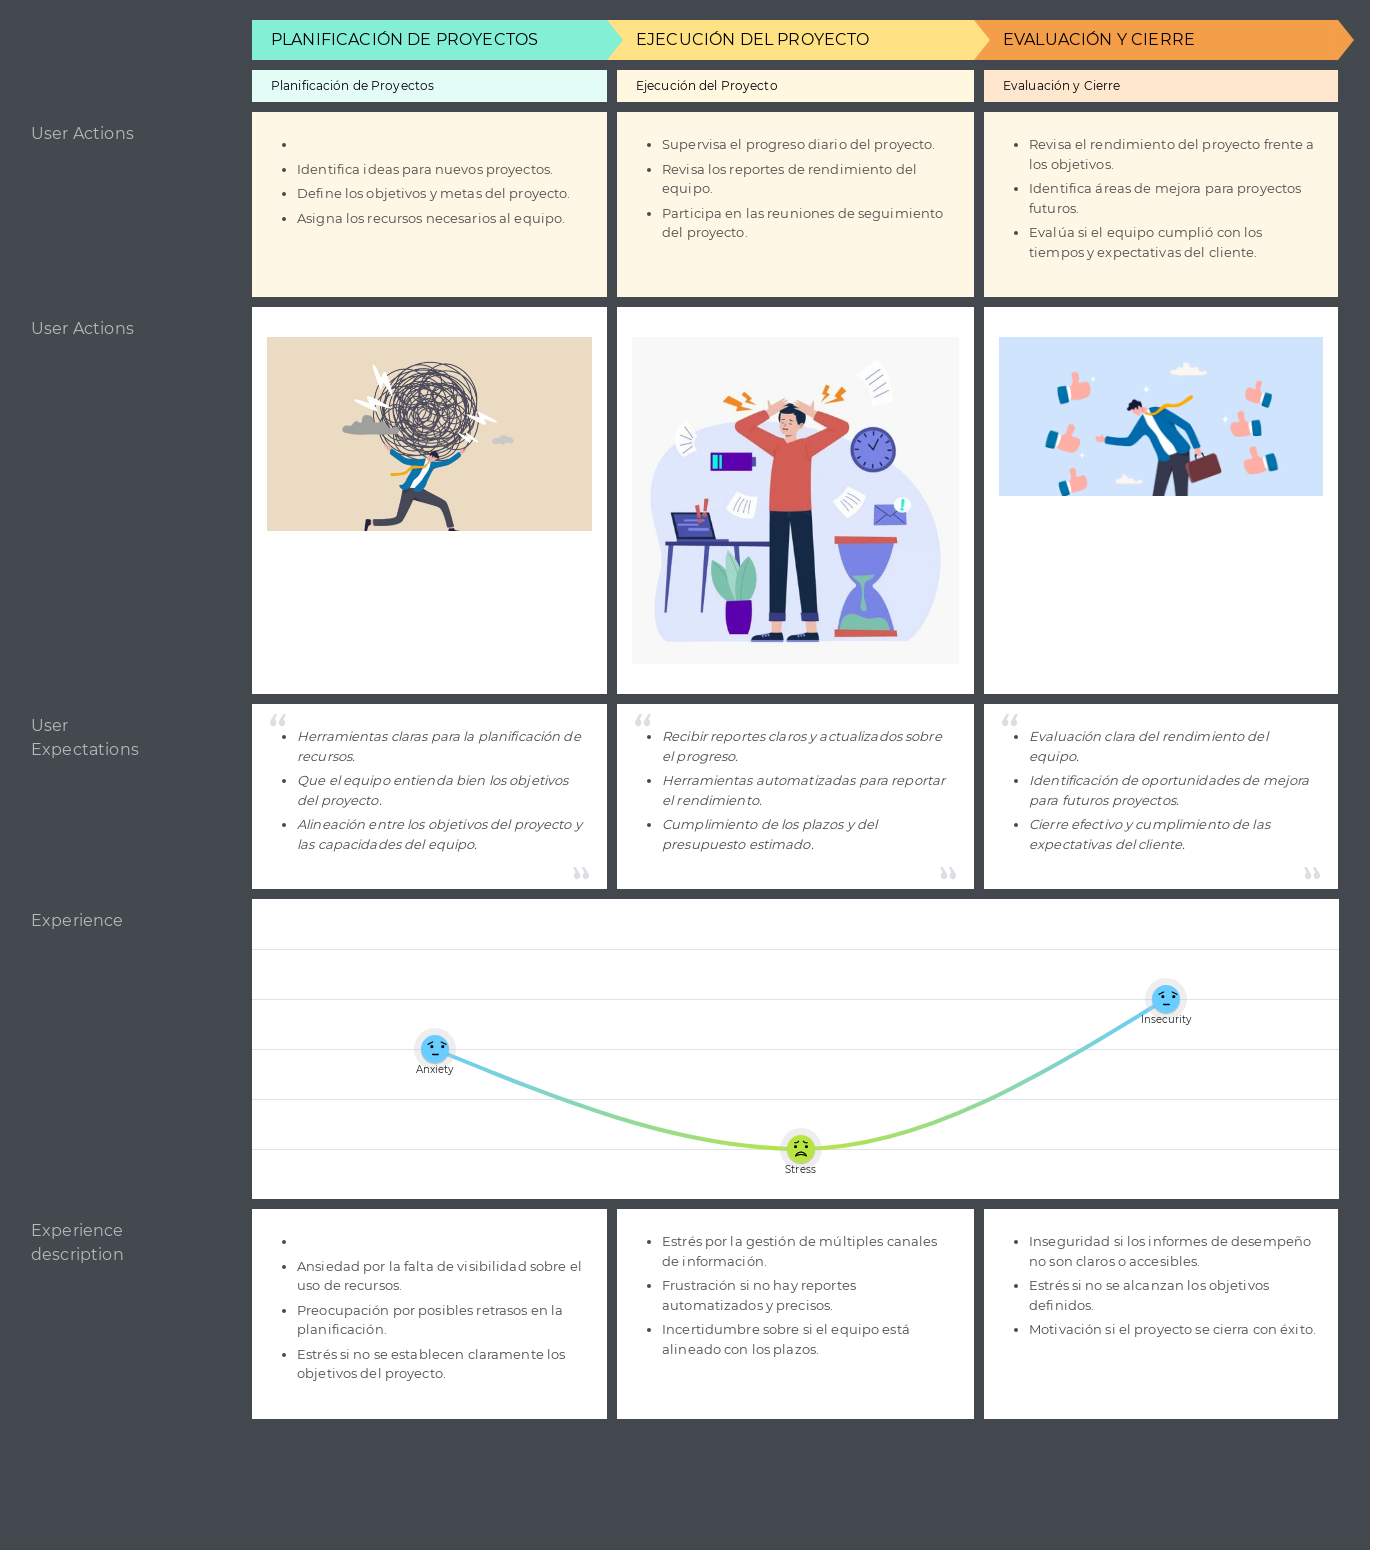 PLANIFICACIÓN DE PROYECTOS
EJECUCIÓN DEL PROYECTO
EVALUACIÓN Y CIERRE
Planificación de Proyectos
Ejecución del Proyecto
Evaluación y Cierre
User Actions
Identifica ideas para nuevos proyectos.
Define los objetivos y metas del proyecto.
Asigna los recursos necesarios al equipo.
Supervisa el progreso diario del proyecto.
Revisa los reportes de rendimiento del
equipo.
Participa en las reuniones de seguimiento
del proyecto.
Revisa el rendimiento del proyecto frente a
los objetivos.
Identifica áreas de mejora para proyectos
futuros.
Evalúa si el equipo cumplió con los
tiempos y expectativas del cliente.
User Actions
User
Expectations
“
Herramientas claras para la planificación de
recursos.
Que el equipo entienda bien los objetivos
del proyecto.
Alineación entre los objetivos del proyecto y
las capacidades del equipo.
”
“
Recibir reportes claros y actualizados sobre
el progreso.
Herramientas automatizadas para reportar
el rendimiento.
Cumplimiento de los plazos y del
presupuesto estimado.
”
“
Evaluación clara del rendimiento del
equipo.
Identificación de oportunidades de mejora
para futuros proyectos.
Cierre efectivo y cumplimiento de las
expectativas del cliente.
”
Experience
Anxiety
Stress
Insecurity
Experience
description
Ansiedad por la falta de visibilidad sobre el
uso de recursos.
Preocupación por posibles retrasos en la
planificación.
Estrés si no se establecen claramente los
objetivos del proyecto.
Estrés por la gestión de múltiples canales
de información.
Frustración si no hay reportes
automatizados y precisos.
Incertidumbre sobre si el equipo está
alineado con los plazos.
Inseguridad si los informes de desempeño
no son claros o accesibles.
Estrés si no se alcanzan los objetivos
definidos.
Motivación si el proyecto se cierra con éxito.